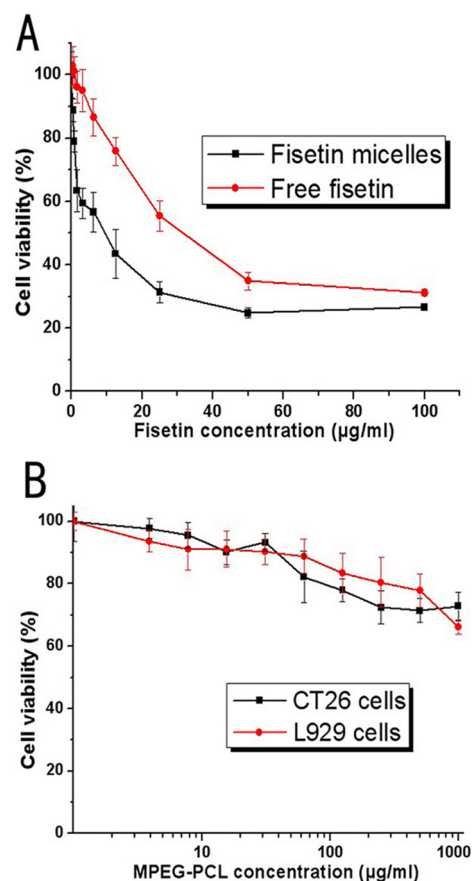 A
100
80
60
40
20
0
Cell viability (%)
Fisetin micelles
Free fisetin
0 20 40 60 80 100
Fisetin concentration (μg/ml)
B
100
80
60
40
20
0
Cell viability (%)
CT26 cells
L929 cells
10 100 1000
MPEG-PCL concentration (μg/ml)